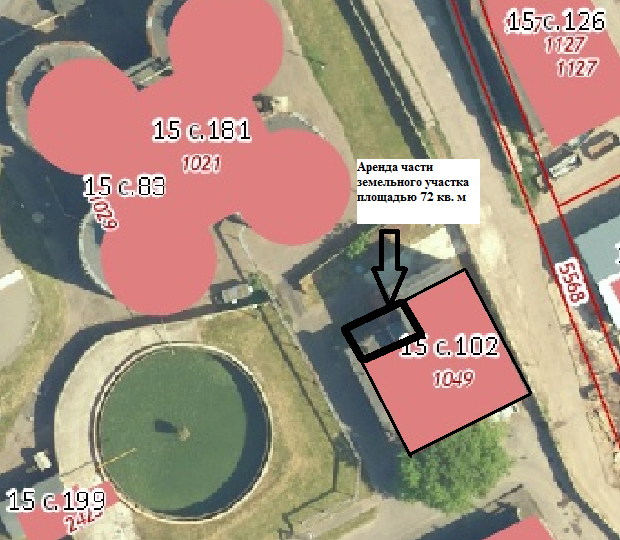 15 с.126
1127
1127
15 с.181
1021
Аренда части
земельного участка
площадью 72 кв. м
15 с.83
1029
5568
15 с.102
1049
15 с.199